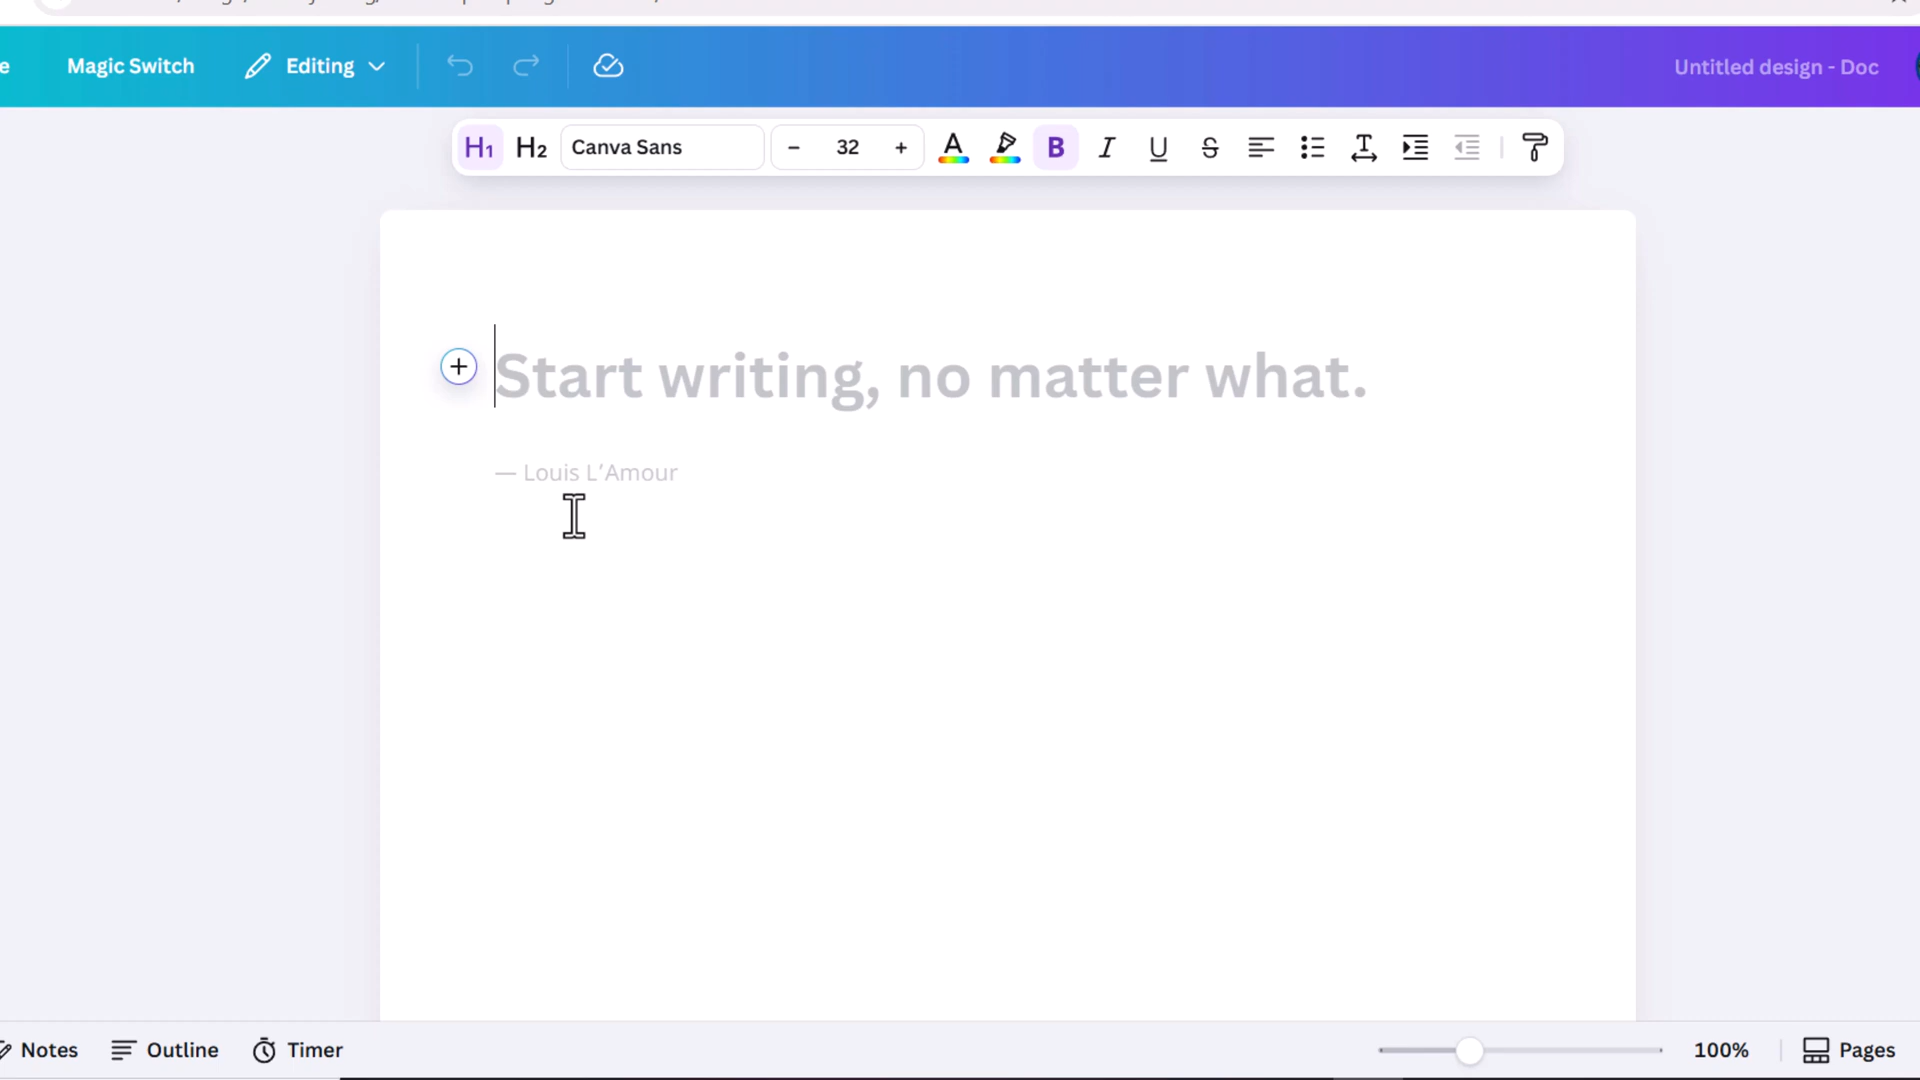 Magic Switch Editing Untitled design - Doc
H1 H2 Canva Sans − 32 + A B I U S T
Start writing, no matter what.
— Louis L’Amour
Notes Outline Timer 100% Pages